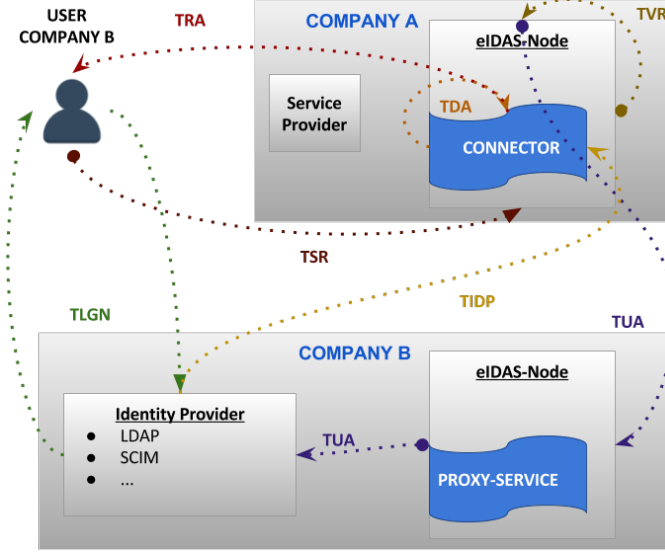 USER
COMPANY B
TRA
COMPANY A
eIDAS-Node
TVR
Service
Provider
TDA
CONNECTOR
TSR
TLGN
TIDP
TUA
COMPANY B
eIDAS-Node
Identity Provider
● LDAP
● SCIM
● ...
TUA
PROXY-SERVICE